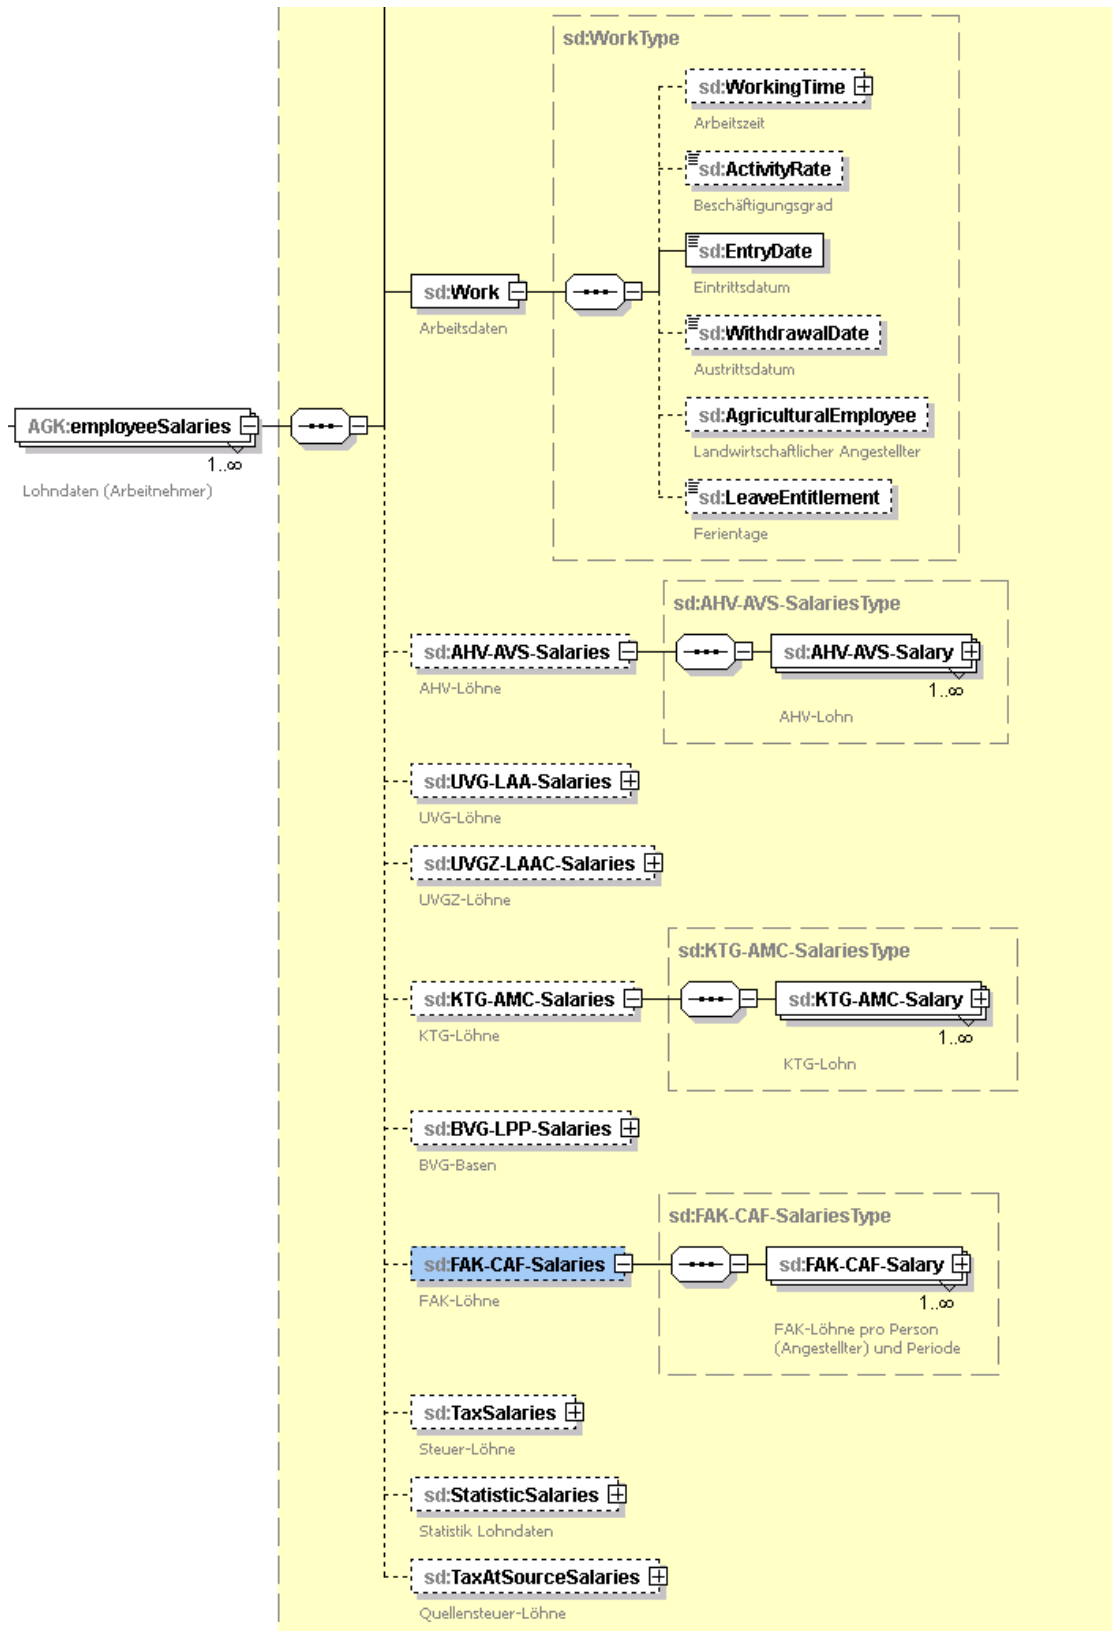 sd:WorkType
sd:WorkingTime
Arbeitszeit
sd:ActivityRate
Beschäftigungsgrad
sd:EntryDate
Eintrittsdatum
sd:Work
Arbeitsdaten
sd:WithdrawalDate
Austrittsdatum
sd:AgriculturalEmployee
Landwirtschaftlicher Angestellter
AGK:employeeSalaries
1..∞
Lohndaten (Arbeitnehmer)
sd:LeaveEntitlement
Ferientage
sd:AHV-AVS-SalariesType
sd:AHV-AVS-Salaries
AHV-Löhne
sd:AHV-AVS-Salary
1..∞
AHV-Lohn
sd:UVG-LAA-Salaries
UVG-Löhne
sd:UVGZ-LAAC-Salaries
UVGZ-Löhne
sd:KTG-AMC-SalariesType
sd:KTG-AMC-Salaries
KTG-Löhne
sd:KTG-AMC-Salary
1..∞
KTG-Lohn
sd:BVG-LPP-Salaries
BVG-Basen
sd:FAK-CAF-SalariesType
sd:FAK-CAF-Salaries
FAK-Löhne
sd:FAK-CAF-Salary
1..∞
FAK-Löhne pro Person
(Angestellter) und Periode
sd:TaxSalaries
Steuer-Löhne
sd:StatisticSalaries
Statistik Lohndaten
sd:TaxAtSourceSalaries
Quellensteuer-Löhne